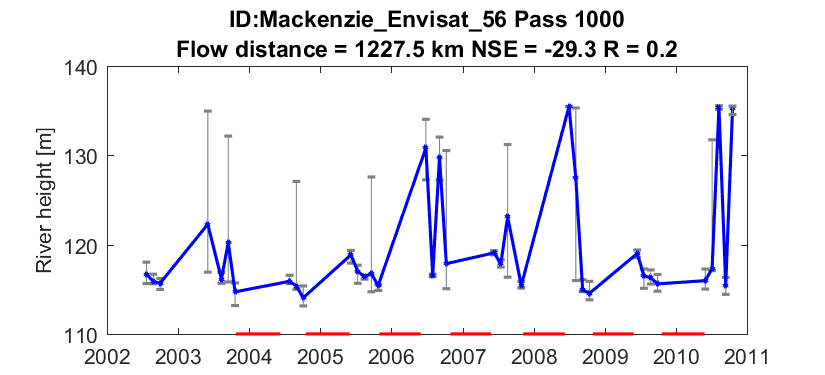 ID:Mackenzie_Envisat_56 Pass 1000
Flow distance = 1227.5 km NSE = -29.3 R = 0.2
140
130
120
110
River height [m]
2002 2003 2004 2005 2006 2007 2008 2009 2010 2011